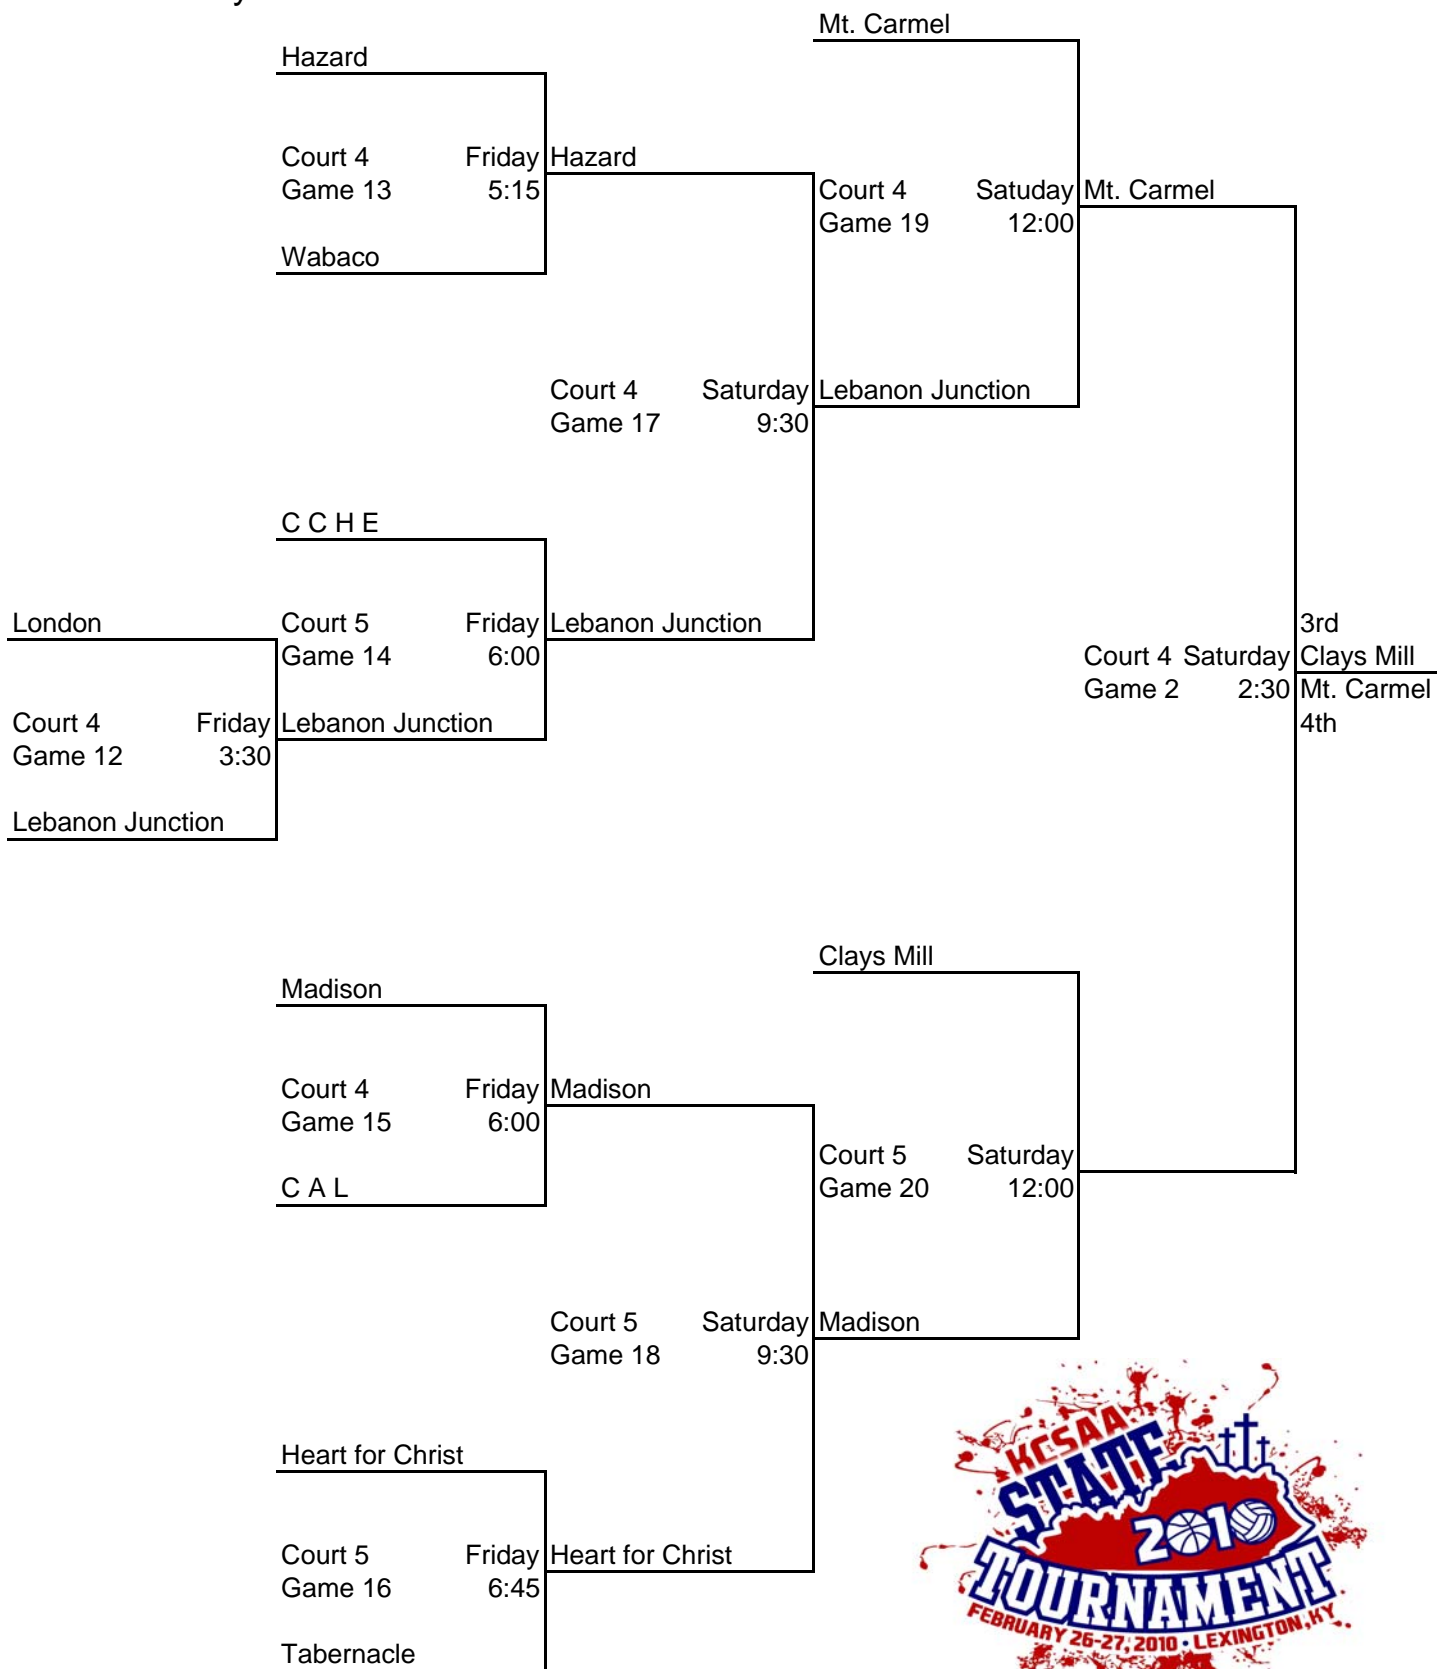 Mt. Carmel
Hazard
Court 4 Friday Hazard
Game 13 5:15
Court 4 Satuday Mt. Carmel
Game 19 12:00
Wabaco
Court 4 Saturday Lebanon Junction
Game 17 9:30
C C H E
London
Court 5 Friday Lebanon Junction
Game 14 6:00
3rd
Court 4 Saturday Clays Mill
Game 2 2:30 Mt. Carmel
4th
Court 4 Friday Lebanon Junction
Game 12 3:30
Lebanon Junction
Clays Mill
Madison
Court 4 Friday Madison
Game 15 6:00
Court 5 Saturday
Game 20 12:00
C A L
Court 5 Saturday Madison
Game 18 9:30
Heart for Christ
Court 5 Friday Heart for Christ
Game 16 6:45
Tabernacle
KCSAA
STATE
2010
TOURNAMENT
FEBRUARY 26-27, 2010 • LEXINGTON, KY